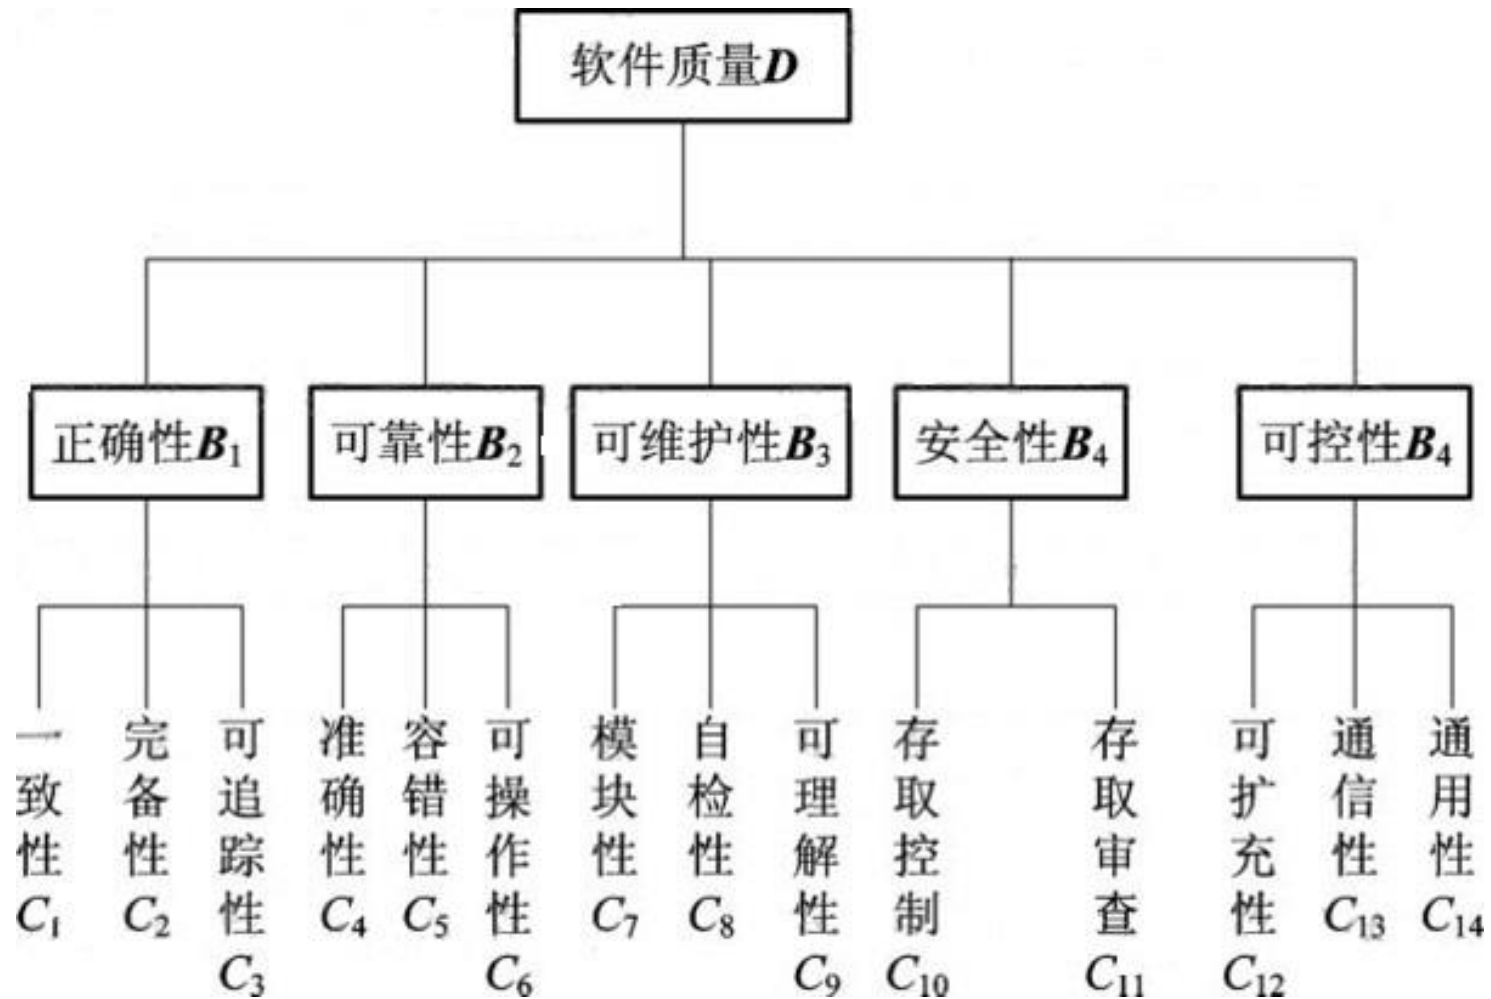 软件质量D
正确性B1
可靠性B2
可维护性B3
安全性B4
可控性B4
一致性C1
完备性C2
可追踪性C3
准确性C4
容错性C5
可操作性C6
模块性C7
自检性C8
可理解性C9
存取控制C10
存取审查C11
可扩充性C12
通信性C13
通用性C14